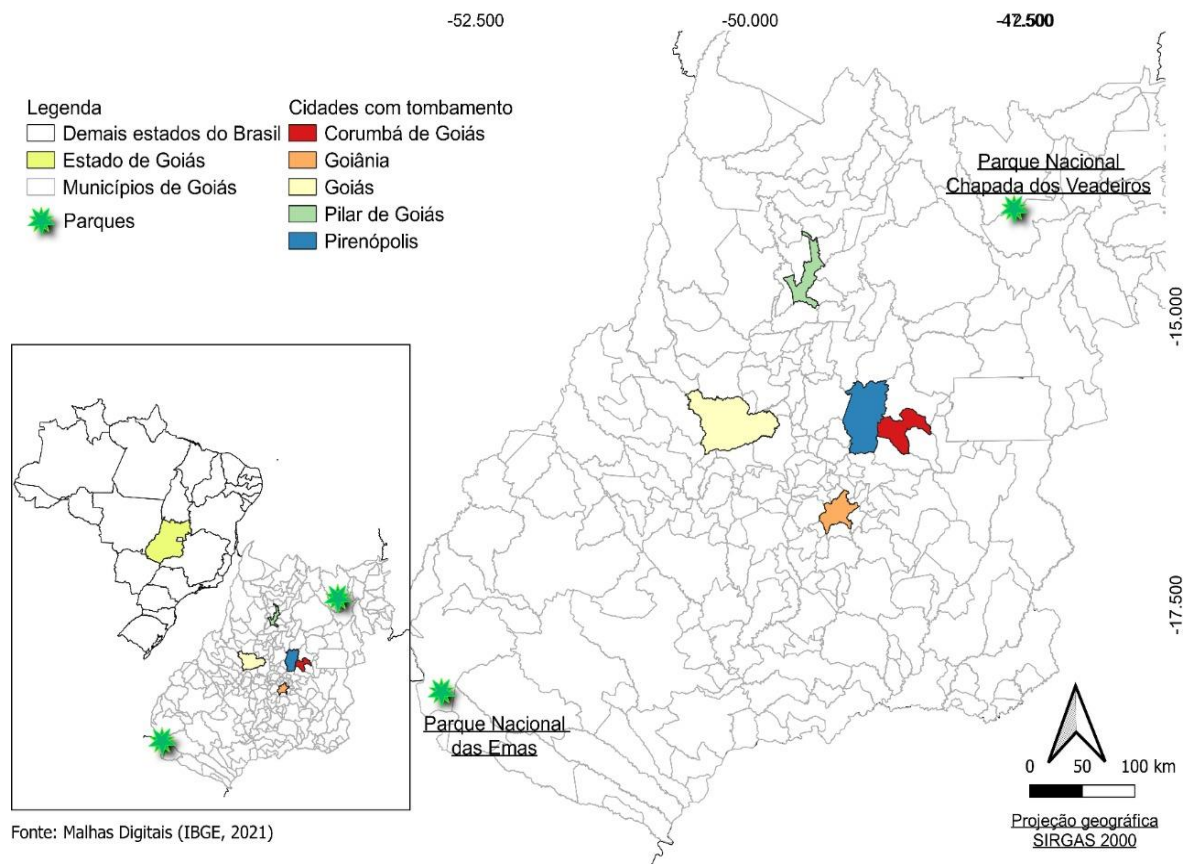 -52.500
-50.000
-47.500
Legenda
Demais estados do Brasil
Estado de Goiás
Municípios de Goiás
Parques
Cidades com tombamento
Corumbá de Goiás
Goiânia
Goiás
Pilar de Goiás
Pirenópolis
Parque Nacional
Chapada dos Veadeiros
-15.000
-17.500
Parque Nacional
das Emas
0 50 100 km
Projeção geográfica
SIRGAS 2000
Fonte: Malhas Digitais (IBGE, 2021)